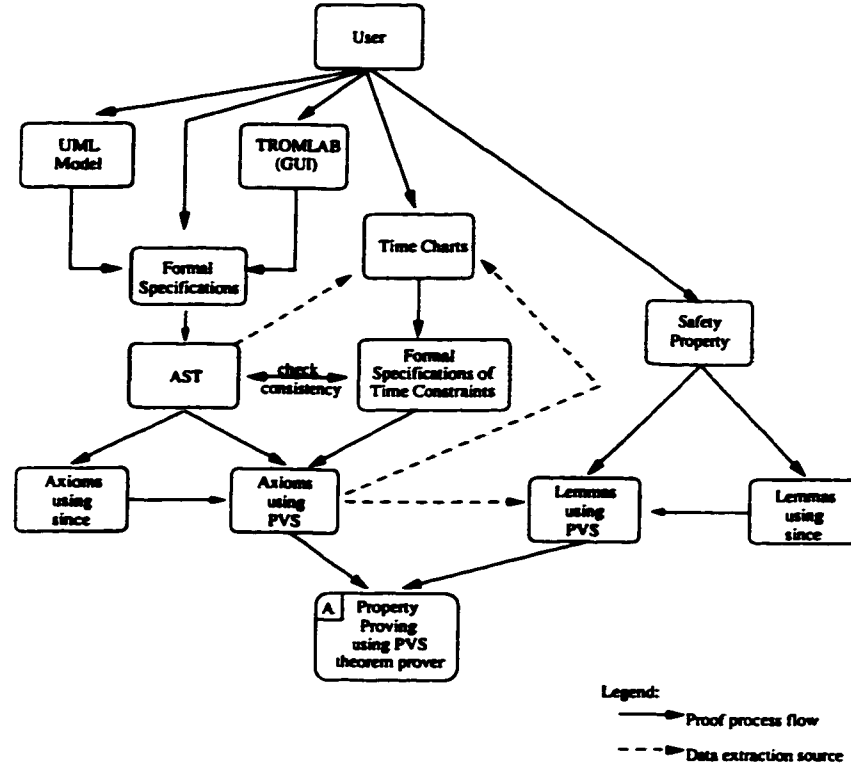 User
UML
Model
TROMLAB
(GUI)
Time Charts
Formal
Specifications
Safety
Property
AST
check
consistency
Formal
Specifications of
Time Constraints
Axioms
using
since
Axioms
using
PVS
Lemmas
using
PVS
Lemmas
using
since
A
Property
Proving
using PVS
theorem prover
Legend:
Proof process flow
Data extraction source